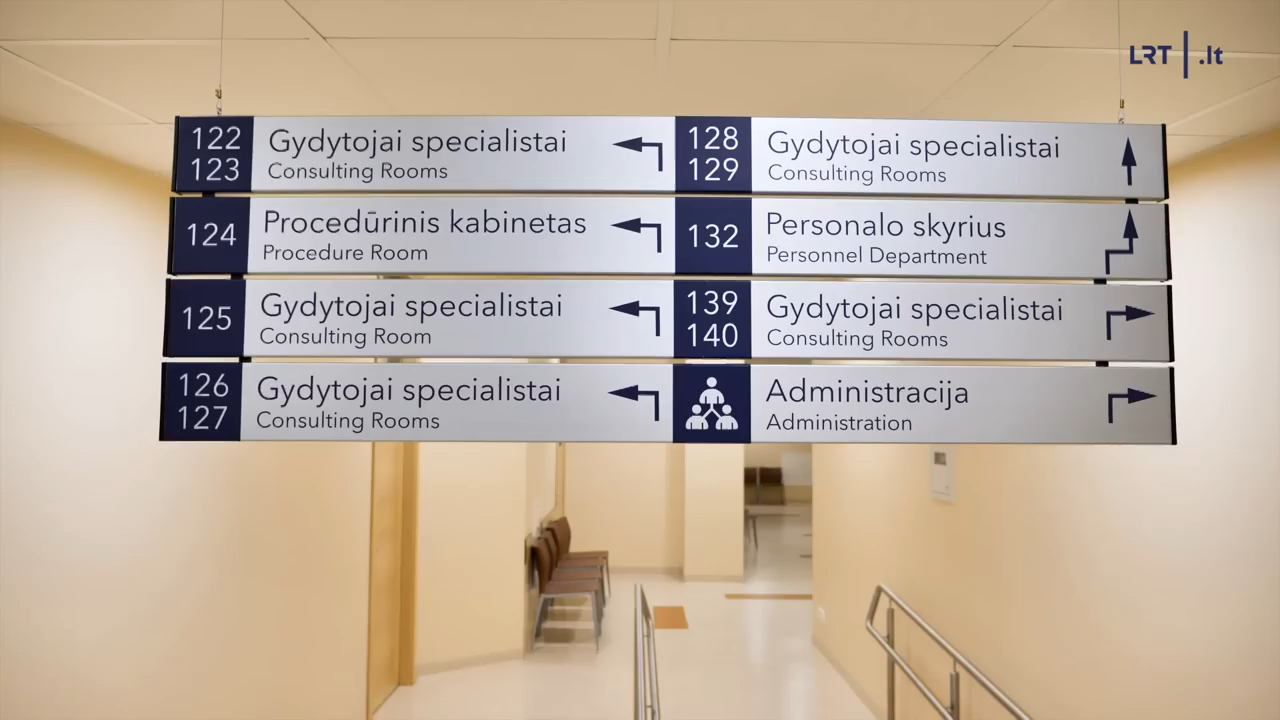 LRT | .lt
122
123
Gydytojai specialistai
Consulting Rooms
128
129
Gydytojai specialistai
Consulting Rooms
124
Procedūrinis kabinetas
Procedure Room
132
Personalo skyrius
Personnel Department
125
Gydytojai specialistai
Consulting Room
139
140
Gydytojai specialistai
Consulting Rooms
126
127
Gydytojai specialistai
Consulting Rooms
Administracija
Administration